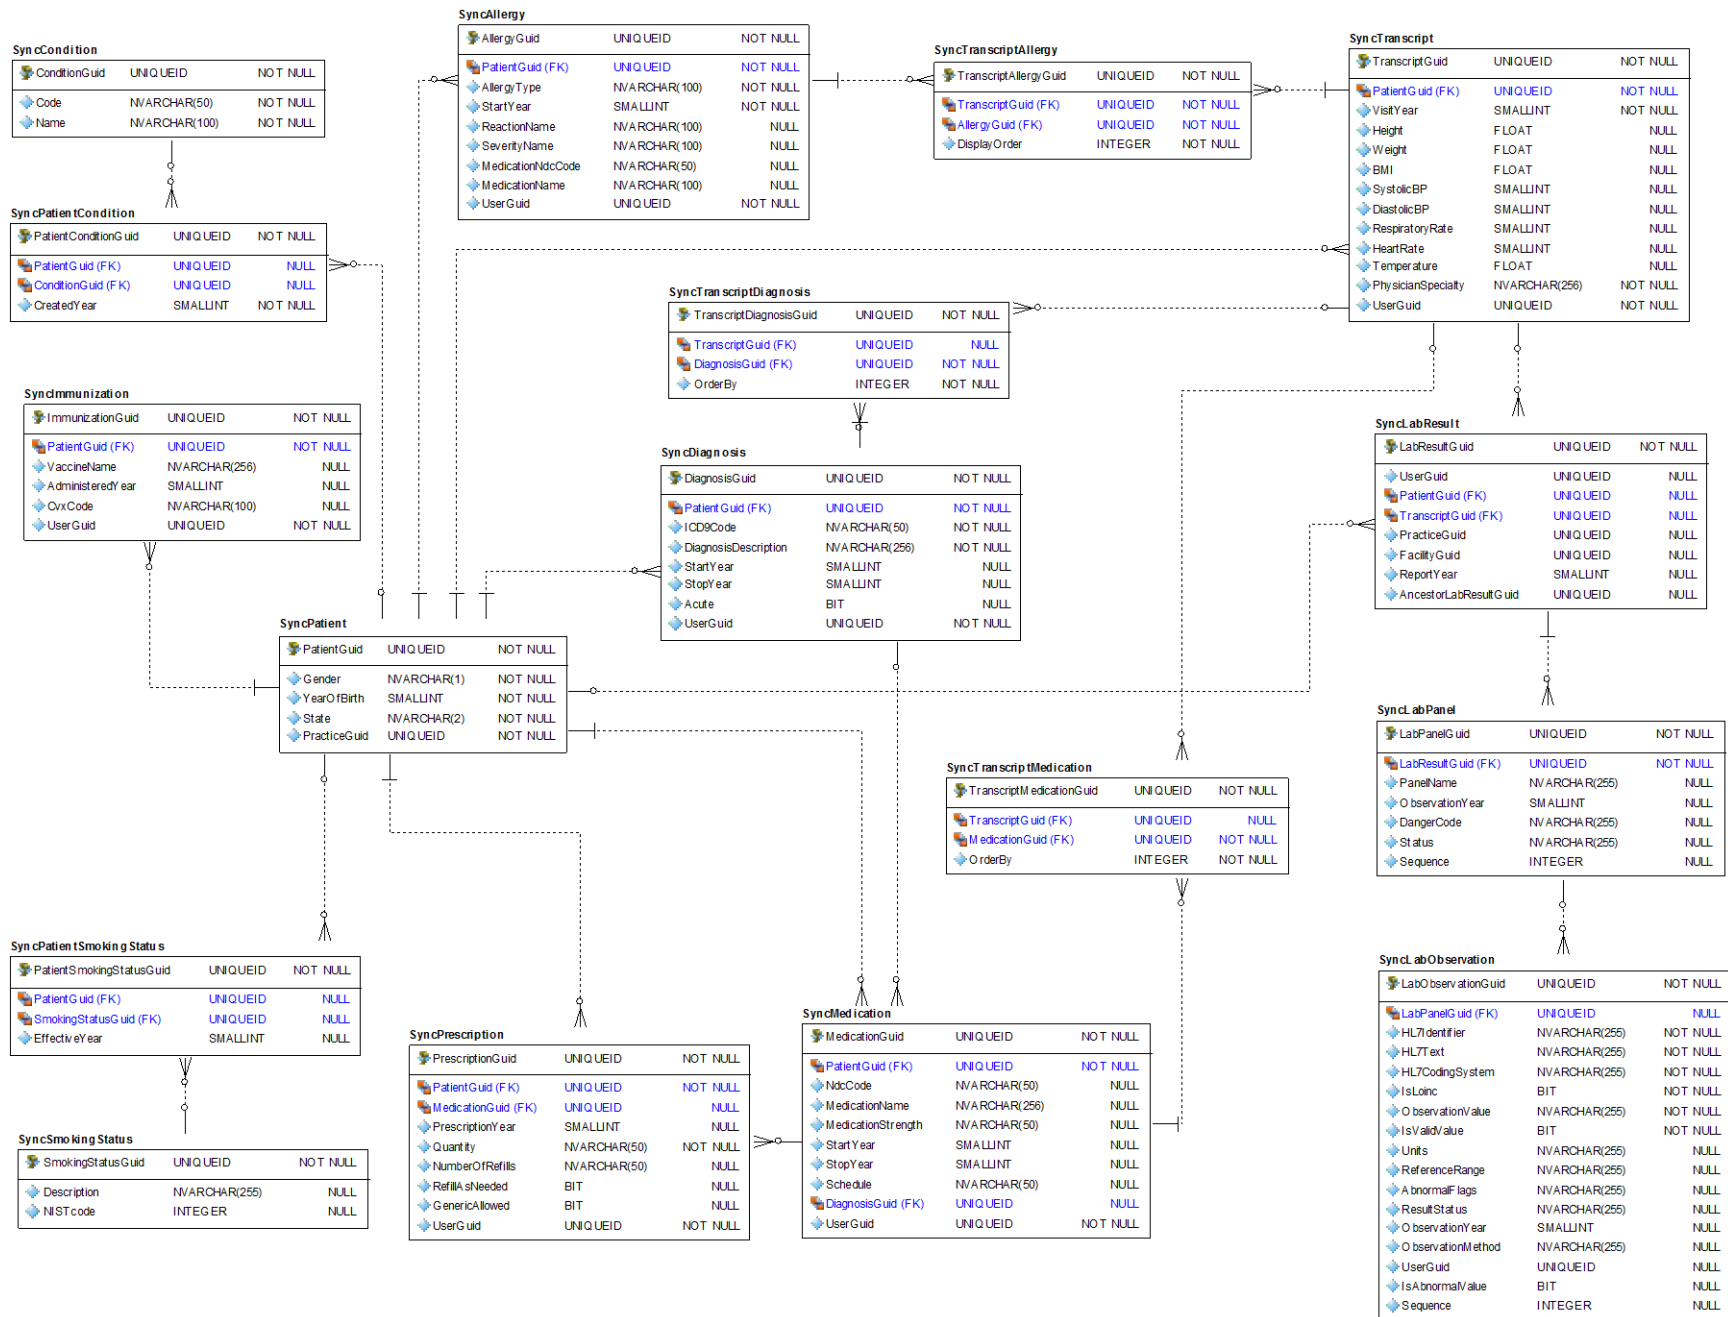 SyncCondition
ConditionGuid UNIQUEID NOT NULL
Code NVARCHAR(50) NOT NULL
Name NVARCHAR(100) NOT NULL
SyncPatientCondition
PatientConditionGuid UNIQUEID NOT NULL
PatientGuid (FK) UNIQUEID NULL
ConditionGuid (FK) UNIQUEID NULL
CreatedYear SMALLINT NOT NULL
SyncAllergy
AllergyGuid UNIQUEID NOT NULL
PatientGuid (FK) UNIQUEID NOT NULL
AllergyType NVARCHAR(100) NOT NULL
StartYear SMALLINT NOT NULL
ReactionName NVARCHAR(100) NULL
SeverityName NVARCHAR(100) NULL
MedicationNdcCode NVARCHAR(50) NULL
MedicationName NVARCHAR(100) NULL
UserGuid UNIQUEID NOT NULL
SyncTranscriptAllergy
TranscriptAllergyGuid UNIQUEID NOT NULL
TranscriptGuid (FK) UNIQUEID NOT NULL
AllergyGuid (FK) UNIQUEID NOT NULL
DisplayOrder INTEGER NOT NULL
SyncTranscript
TranscriptGuid UNIQUEID NOT NULL
PatientGuid (FK) UNIQUEID NOT NULL
VisitYear SMALLINT NOT NULL
Height FLOAT NULL
Weight FLOAT NULL
BMI FLOAT NULL
SystolicBP SMALLINT NULL
DiastolicBP SMALLINT NULL
RespiratoryRate SMALLINT NULL
HeartRate SMALLINT NULL
Temperature FLOAT NULL
PhysicianSpecialty NVARCHAR(256) NOT NULL
UserGuid UNIQUEID NOT NULL
SyncTranscriptDiagnosis
TranscriptDiagnosisGuid UNIQUEID NOT NULL
TranscriptGuid (FK) UNIQUEID NULL
DiagnosisGuid (FK) UNIQUEID NOT NULL
OrderBy INTEGER NOT NULL
SyncImmunization
ImmunizationGuid UNIQUEID NOT NULL
PatientGuid (FK) UNIQUEID NOT NULL
VaccineName NVARCHAR(256) NULL
AdministeredYear SMALLINT NULL
CvxCode NVARCHAR(100) NULL
UserGuid UNIQUEID NOT NULL
SyncDiagnosis
DiagnosisGuid UNIQUEID NOT NULL
PatientGuid (FK) UNIQUEID NOT NULL
ICD9Code NVARCHAR(50) NOT NULL
DiagnosisDescription NVARCHAR(256) NOT NULL
StartYear SMALLINT NULL
StopYear SMALLINT NULL
Acute BIT NULL
UserGuid UNIQUEID NOT NULL
SyncLabResult
LabResultGuid UNIQUEID NOT NULL
UserGuid UNIQUEID NULL
PatientGuid (FK) UNIQUEID NULL
TranscriptGuid (FK) UNIQUEID NULL
PracticeGuid UNIQUEID NULL
FacilityGuid UNIQUEID NULL
ReportYear SMALLINT NULL
AncestorLabResultGuid UNIQUEID NULL
SyncPatient
PatientGuid UNIQUEID NOT NULL
Gender NVARCHAR(1) NOT NULL
YearOfBirth SMALLINT NOT NULL
State NVARCHAR(2) NOT NULL
PracticeGuid UNIQUEID NOT NULL
SyncLabPanel
LabPanelGuid UNIQUEID NOT NULL
LabResultGuid (FK) UNIQUEID NOT NULL
PanelName NVARCHAR(255) NULL
ObservationYear SMALLINT NULL
DangerCode NVARCHAR(255) NULL
Status NVARCHAR(255) NULL
Sequence INTEGER NULL
SyncTranscriptMedication
TranscriptMedicationGuid UNIQUEID NOT NULL
TranscriptGuid (FK) UNIQUEID NULL
MedicationGuid (FK) UNIQUEID NOT NULL
OrderBy INTEGER NOT NULL
SyncPatientSmokingStatus
PatientSmokingStatusGuid UNIQUEID NOT NULL
PatientGuid (FK) UNIQUEID NULL
SmokingStatusGuid (FK) UNIQUEID NULL
EffectiveYear SMALLINT NULL
SyncSmokingStatus
SmokingStatusGuid UNIQUEID NOT NULL
Description NVARCHAR(255) NULL
NISTcode INTEGER NULL
SyncPrescription
PrescriptionGuid UNIQUEID NOT NULL
PatientGuid (FK) UNIQUEID NOT NULL
MedicationGuid (FK) UNIQUEID NULL
PrescriptionYear SMALLINT NULL
Quantity NVARCHAR(50) NOT NULL
NumberOfRefills NVARCHAR(50) NULL
RefillAsNeeded BIT NULL
GenericAllowed BIT NULL
UserGuid UNIQUEID NOT NULL
SyncMedication
MedicationGuid UNIQUEID NOT NULL
PatientGuid (FK) UNIQUEID NOT NULL
NdcCode NVARCHAR(50) NULL
MedicationName NVARCHAR(256) NULL
MedicationStrength NVARCHAR(50) NULL
StartYear SMALLINT NULL
StopYear SMALLINT NULL
Schedule NVARCHAR(50) NULL
DiagnosisGuid (FK) UNIQUEID NULL
UserGuid UNIQUEID NOT NULL
SyncLabObservation
LabObservationGuid UNIQUEID NOT NULL
LabPanelGuid (FK) UNIQUEID NULL
HL7Identifier NVARCHAR(255) NOT NULL
HL7Text NVARCHAR(255) NOT NULL
HL7CodingSystem NVARCHAR(255) NOT NULL
IsLoinc BIT NOT NULL
ObservationValue NVARCHAR(255) NOT NULL
IsValidValue BIT NOT NULL
Units NVARCHAR(255) NULL
ReferenceRange NVARCHAR(255) NULL
AbnormalFlags NVARCHAR(255) NULL
ResultStatus NVARCHAR(255) NULL
ObservationYear SMALLINT NULL
ObservationMethod NVARCHAR(255) NULL
UserGuid UNIQUEID NULL
IsAbnormalValue BIT NULL
Sequence INTEGER NULL